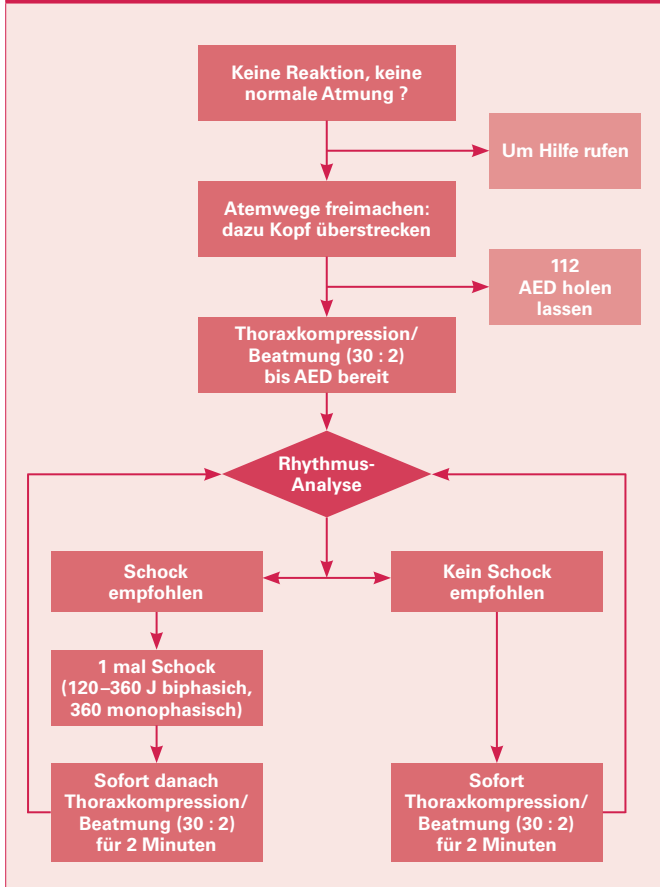 Keine Reaktion, keine
normale Atmung ?
Um Hilfe rufen
Atemwege freimachen:
dazu Kopf überstrecken
112
AED holen
lassen
Thoraxkompression/
Beatmung (30 : 2)
bis AED bereit
Rhythmus-
Analyse
Schock
empfohlen
Kein Schock
empfohlen
1 mal Schock
(120–360 J biphasich,
360 monophasisch)
Sofort danach
Thoraxkompression/
Beatmung (30 : 2)
für 2 Minuten
Sofort
Thoraxkompression/
Beatmung (30 : 2)
für 2 Minuten